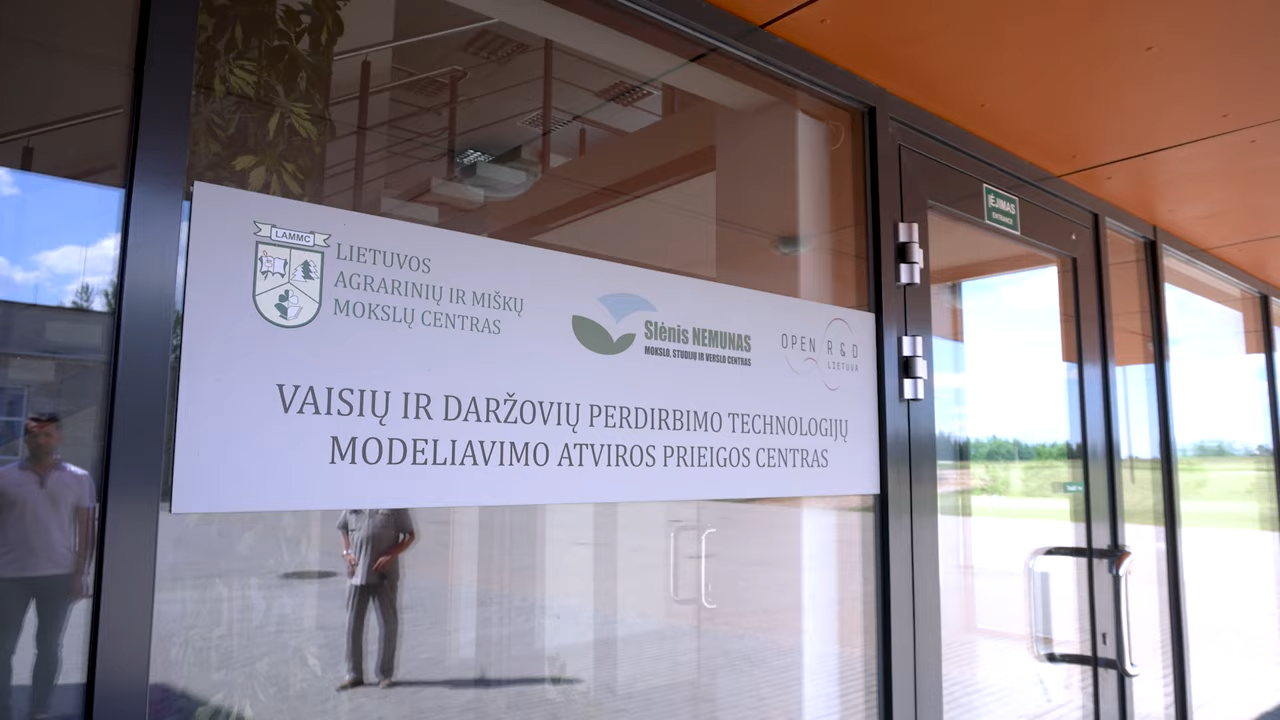 LAMMC
LIETUVOS
AGRARINIŲ IR MIŠKŲ
MOKSLŲ CENTRAS
Slėnis NEMUNAS
MOKSLO, STUDIJŲ IR VERSLO CENTRAS
OPEN R & D
LIETUVA
VAISIŲ IR DARŽOVIŲ PERDIRBIMO TECHNOLOGIJŲ
MODELIAVIMO ATVIROS PRIEIGOS CENTRAS
ĮĖJIMAS
ENTRANCE